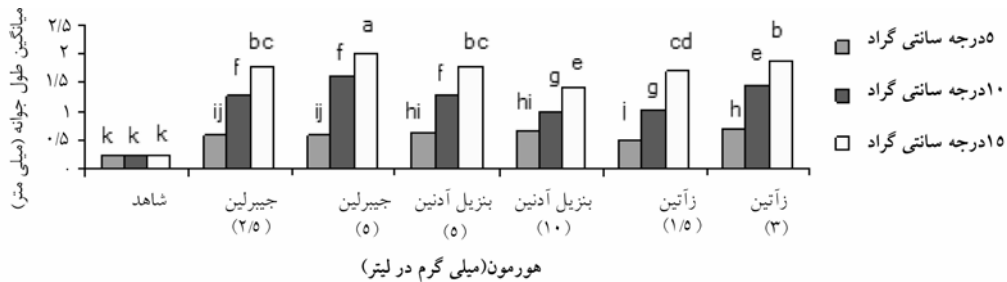 میانگین طول جوانه (میلی متر)
۲/۵
۲
۱/۵
۱
۰/۵
۰
k k k
ij f bc
ij f a
hi f bc
hi g e
i g cd
h e b
شاهد
جیبرلین
(۲/۵)
جیبرلین
(۵)
بنزیل آدنین
(۵)
بنزیل آدنین
(۱۰)
زآتین
(۱/۵)
زآتین
(۳)
هورمون(میلی گرم در لیتر)
۵درجه سانتی گراد
۱۰درجه سانتی گراد
۱۵درجه سانتی گراد